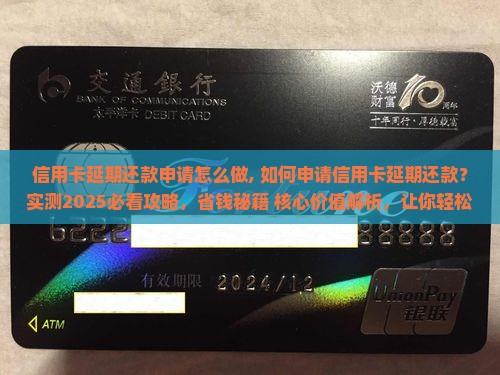 交通銀行
BANK OF COMMUNICATIONS
太平洋卡 DEBIT CARD
沃德
财富
10
周年
十年同行·厚德载富
信用卡延期还款申请怎么做, 如何申请信用卡延期还款?
实测2025必看攻略，省钱秘籍 核心价值解析，让你轻松
6222
88888
有效期限 2024/12
ATM
UnionPay
银联